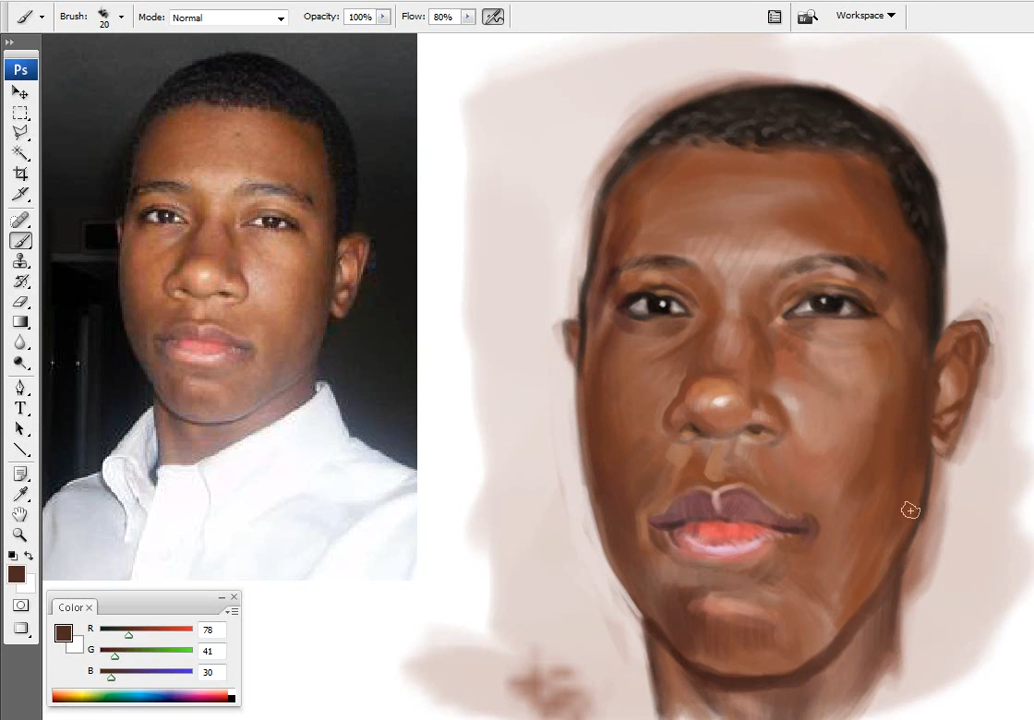 Brush: 20 Mode: Normal Opacity: 100% Flow: 80% Workspace
Ps
T
Color ×
R 78
G 41
B 30